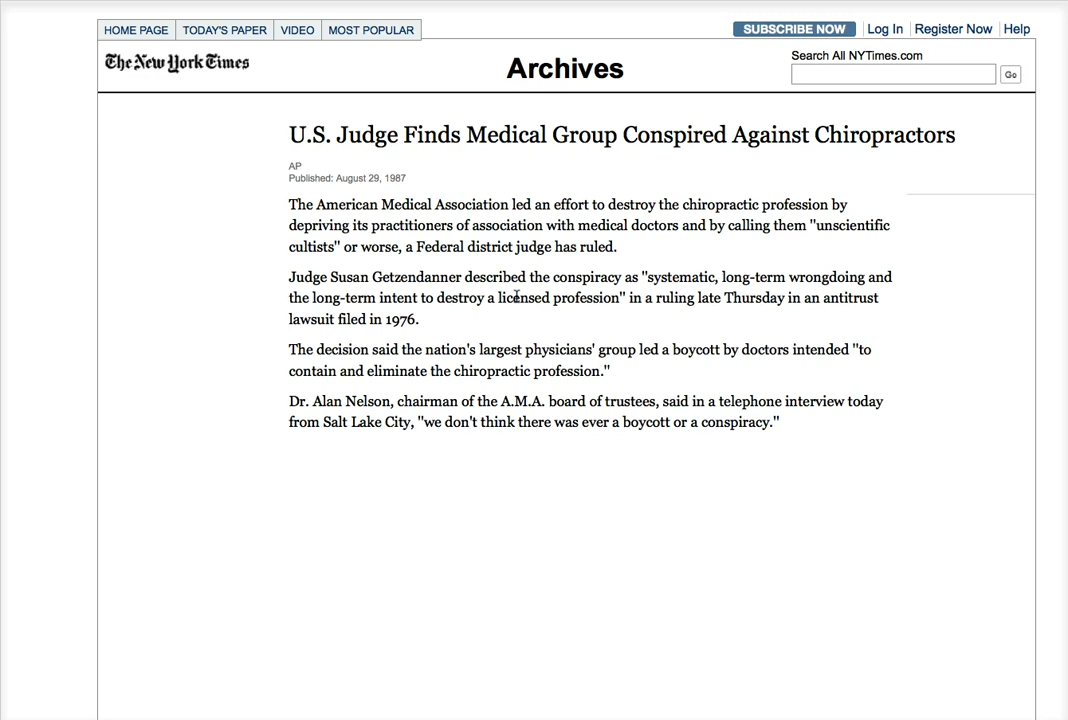 HOME PAGE TODAY'S PAPER VIDEO MOST POPULAR SUBSCRIBE NOW Log In Register Now Help
The New York Times
Archives
Search All NYTimes.com
Go
U.S. Judge Finds Medical Group Conspired Against Chiropractors
AP
Published: August 29, 1987
The American Medical Association led an effort to destroy the chiropractic profession by
depriving its practitioners of association with medical doctors and by calling them ''unscientific
cultists'' or worse, a Federal district judge has ruled.
Judge Susan Getzendanner described the conspiracy as ''systematic, long-term wrongdoing and
the long-term intent to destroy a licensed profession'' in a ruling late Thursday in an antitrust
lawsuit filed in 1976.
The decision said the nation's largest physicians' group led a boycott by doctors intended ''to
contain and eliminate the chiropractic profession.''
Dr. Alan Nelson, chairman of the A.M.A. board of trustees, said in a telephone interview today
from Salt Lake City, ''we don't think there was ever a boycott or a conspiracy.''